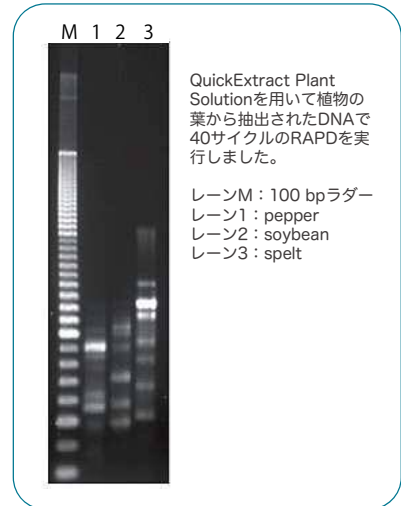 M 1 2 3
QuickExtract Plant
Solutionを用いて植物の
葉から抽出されたDNAで
40サイクルのRAPDを実
行しました。
レーンM：100 bpラダー
レーン1：pepper
レーン2：soybean
レーン3：spelt